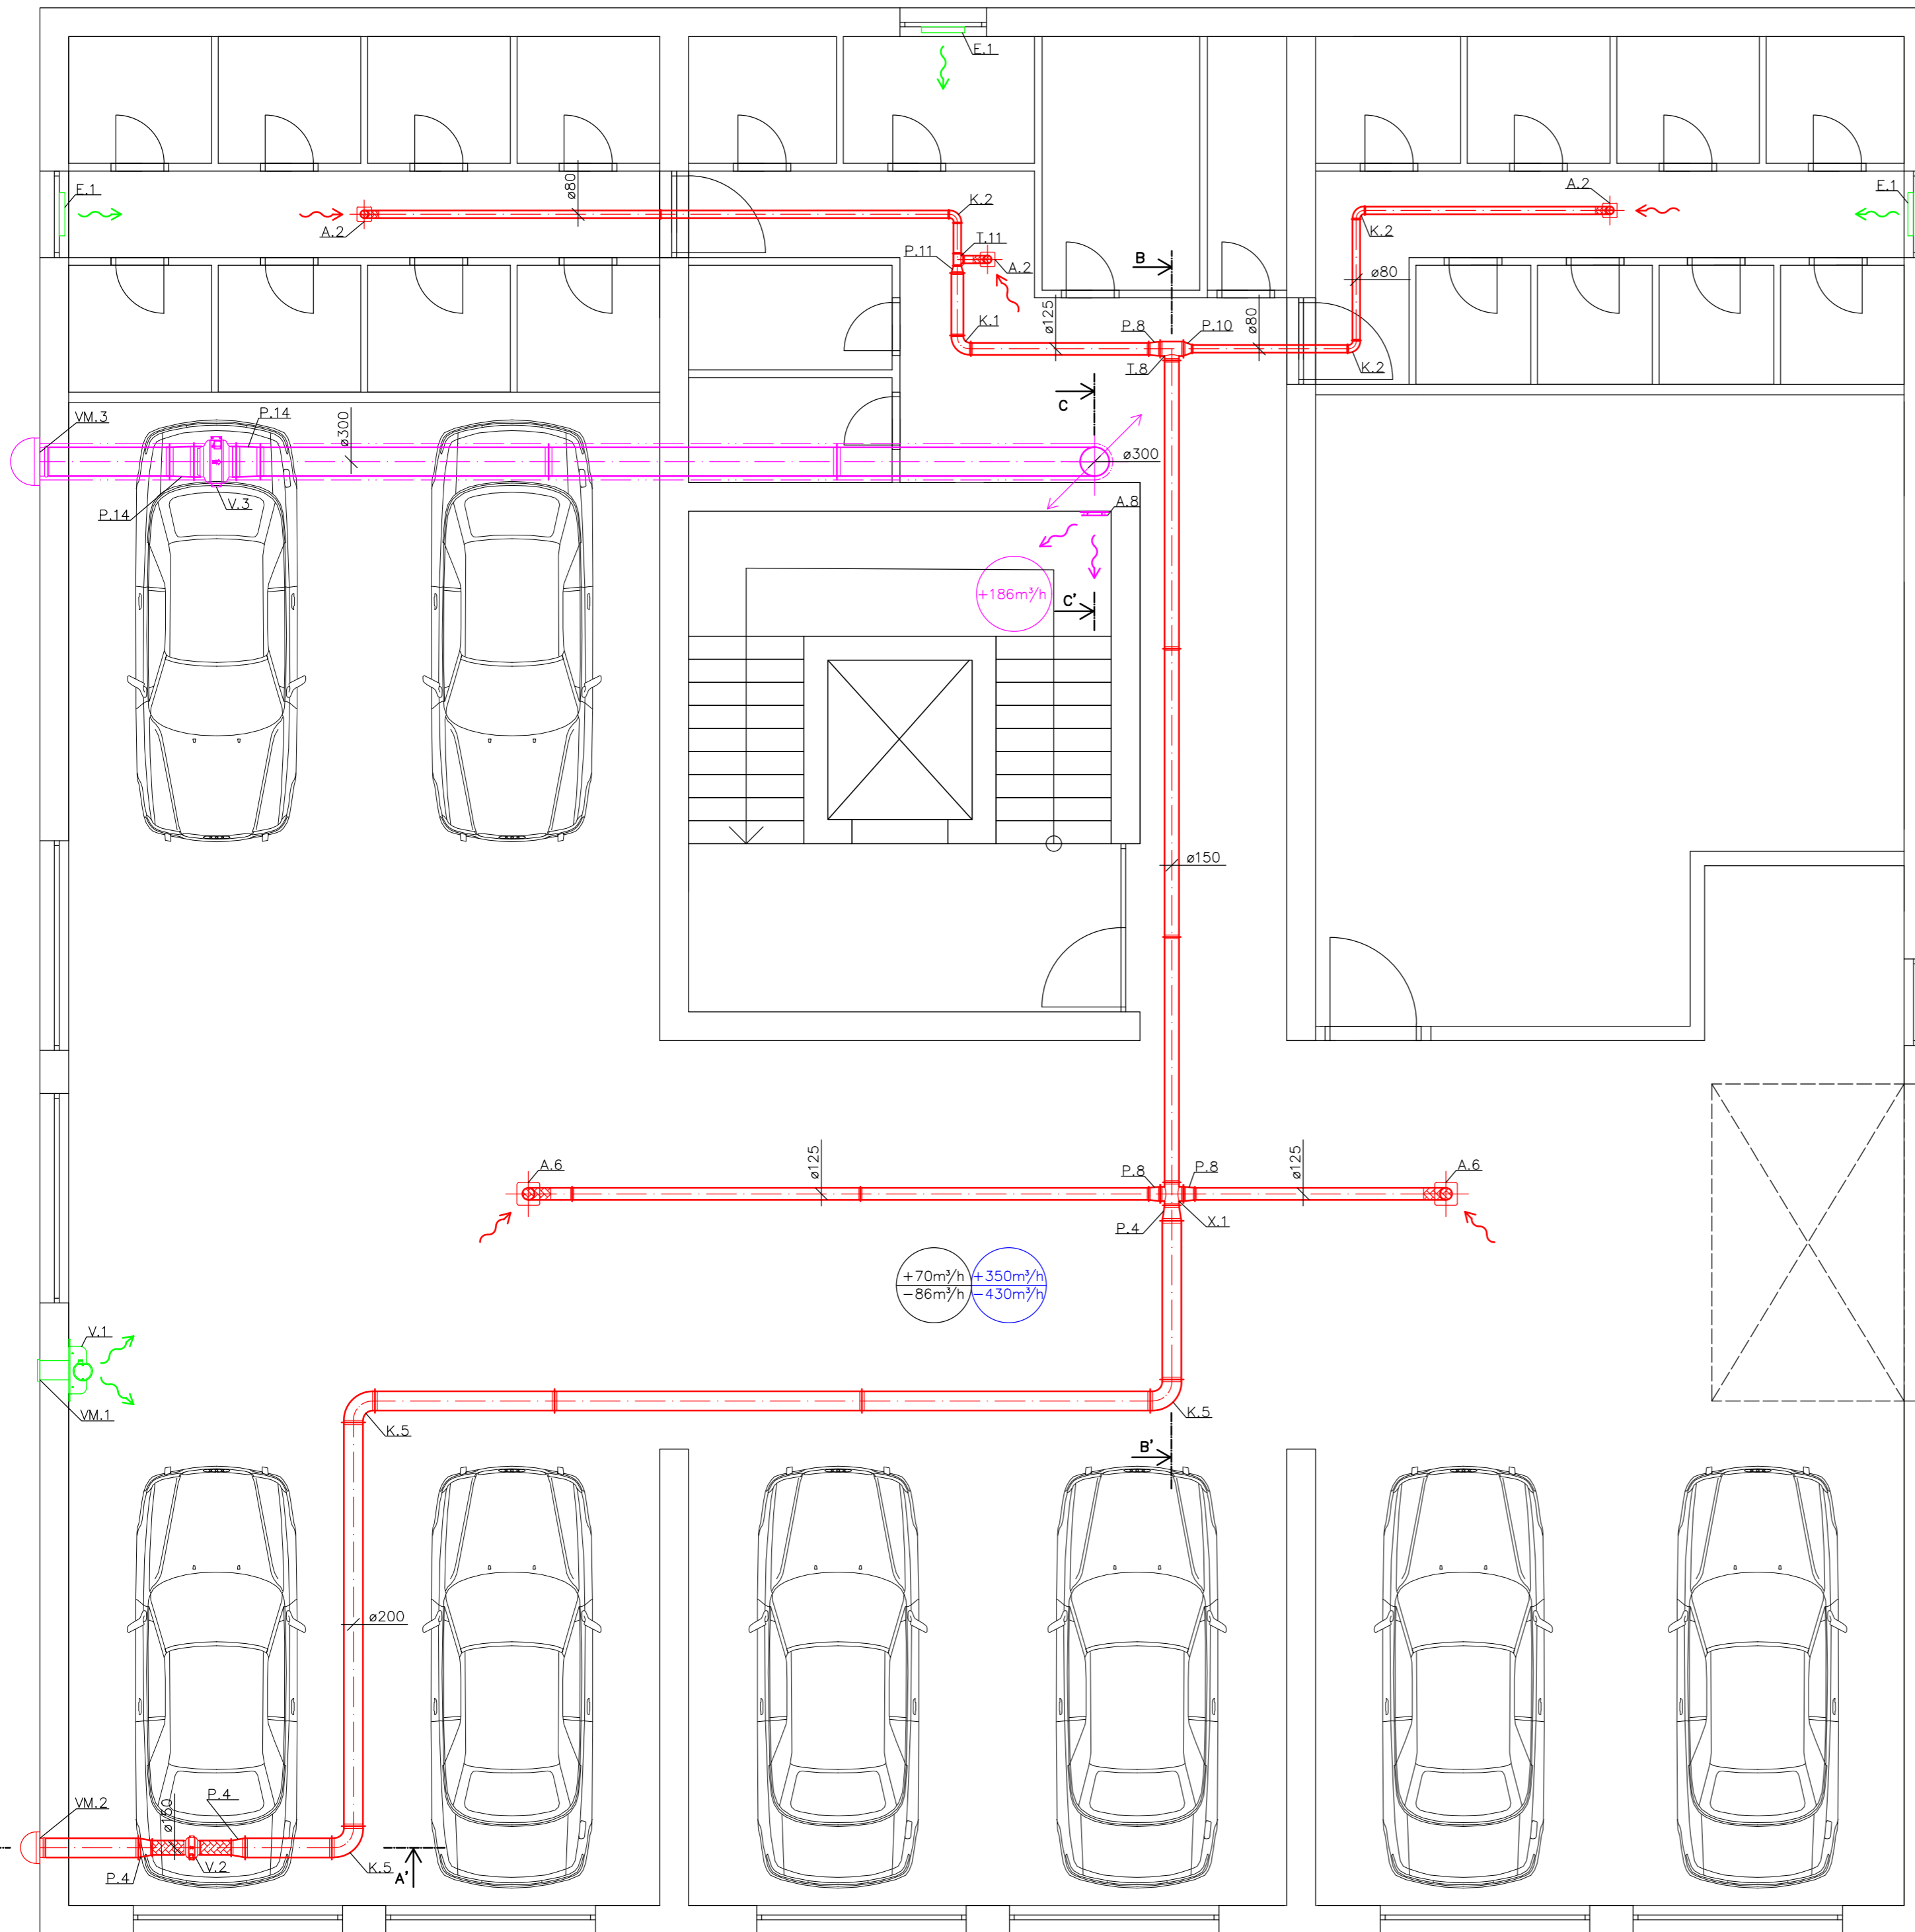 E.1
E.1
A.2
ø80
K.2
T.11
P.11
A.2
B
A.2
E.1
K.2
ø80
K.1
ø125
P.8
P.10
ø80
T.8
K.2
C
VM.3
P.14
ø300
ø300
P.14
V.3
A.8
+186m³/h
C'
ø150
A.6
ø125
P.8
P.8
ø125
A.6
P.4
X.1
+70m³/h
-86m³/h
+350m³/h
-430m³/h
V.1
VM.1
K.5
K.5
B'
ø200
VM.2
ø160
P.4
P.4
V.2
K.5
A'